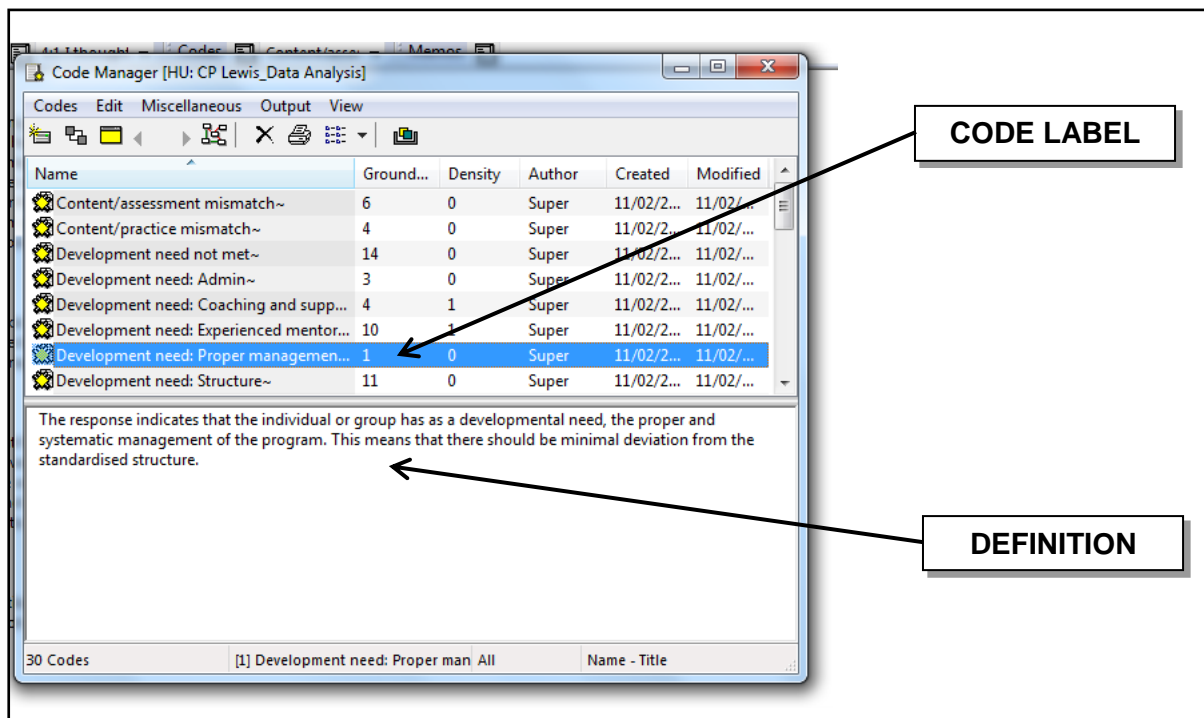 Code Manager [HU: CP Lewis_Data Analysis]
Codes Edit Miscellaneous Output View
CODE LABEL
Name Ground... Density Author Created Modified
Content/assessment mismatch~ 6 0 Super 11/02/2... 11/02/...
Content/practice mismatch~ 4 0 Super 11/02/2... 11/02/...
Development need not met~ 14 0 Super 11/02/2... 11/02/...
Development need: Admin~ 3 0 Super 11/02/2... 11/02/...
Development need: Coaching and supp... 4 1 Super 11/02/2... 11/02/...
Development need: Experienced mentor... 10 1 Super 11/02/2... 11/02/...
Development need: Proper managemen... 1 0 Super 11/02/2... 11/02/...
Development need: Structure~ 11 0 Super 11/02/2... 11/02/...
The response indicates that the individual or group has as a developmental need, the proper and
systematic management of the program. This means that there should be minimal deviation from the
standardised structure.
DEFINITION
30 Codes [1] Development need: Proper man All Name - Title